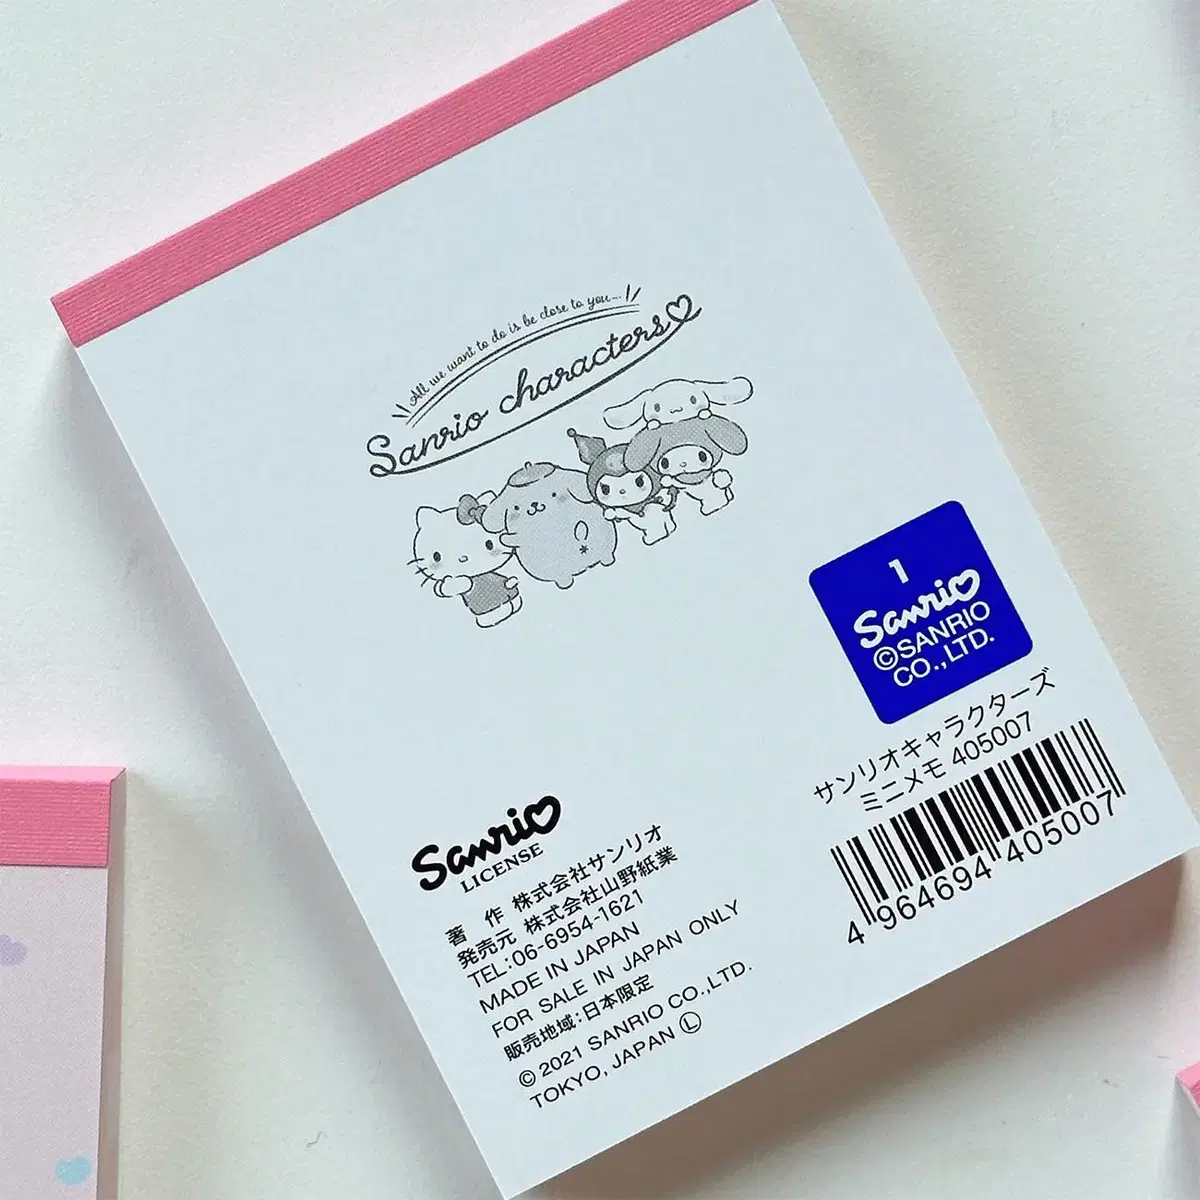 All we want to do is be close to you...
Sanrio characters
1
Sanrio
©SANRIO
CO.,LTD.
サンリオキャラクターズ
ミニメモ 405007
4 964694 405007
Sanrio
LICENSE
著 作 株式会社サンリオ
発売元 株式会社山野紙業
TEL:06-6954-1621
MADE IN JAPAN
FOR SALE IN JAPAN ONLY
販売地域:日本限定
© 2021 SANRIO CO.,LTD.
TOKYO, JAPAN Ⓛ